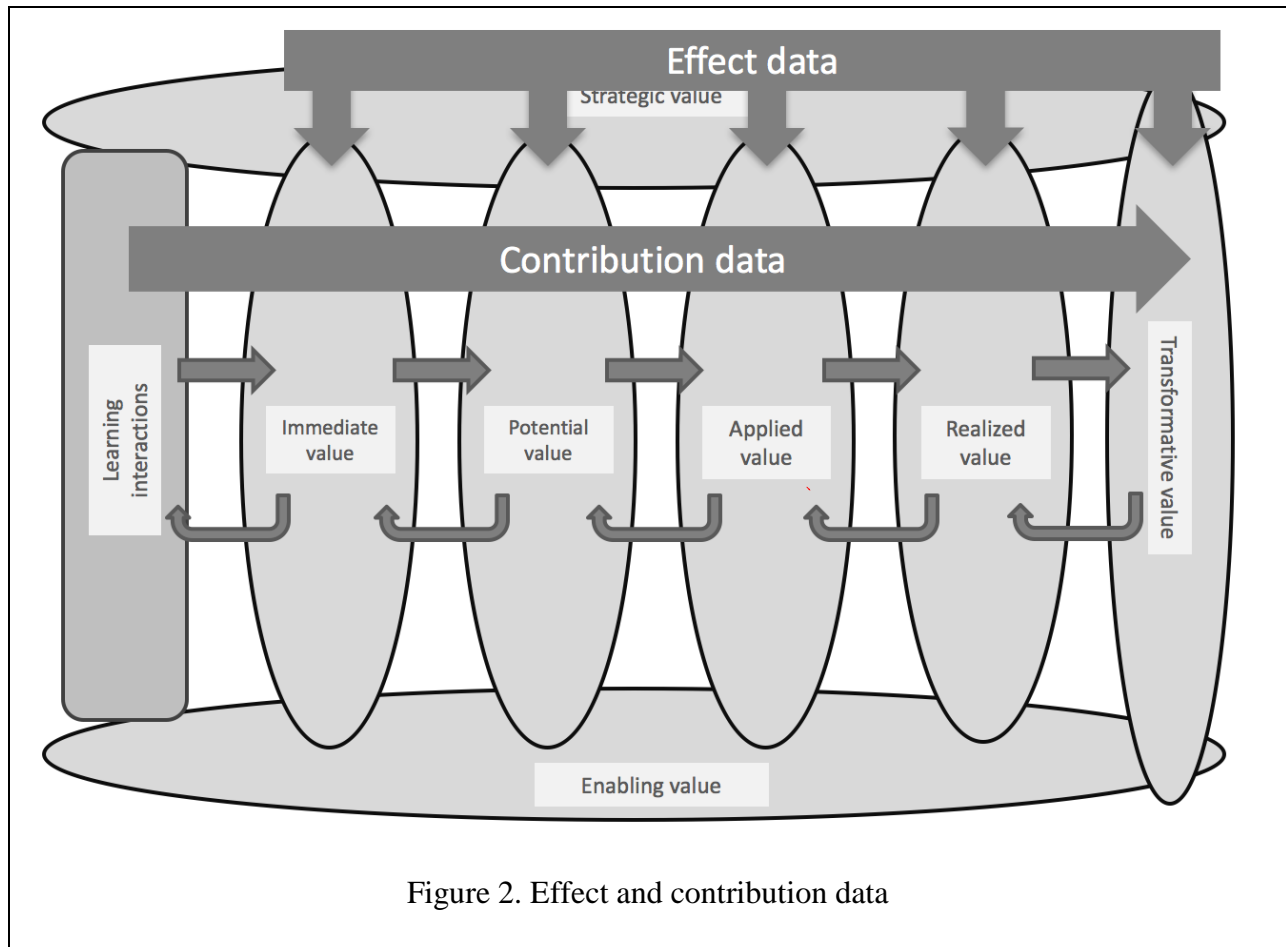 Effect data
Strategic value
Contribution data
Learning
interactions
Immediate
value
Potential
value
Applied
value
Realized
value
Transformative value
Enabling value
Figure 2. Effect and contribution data